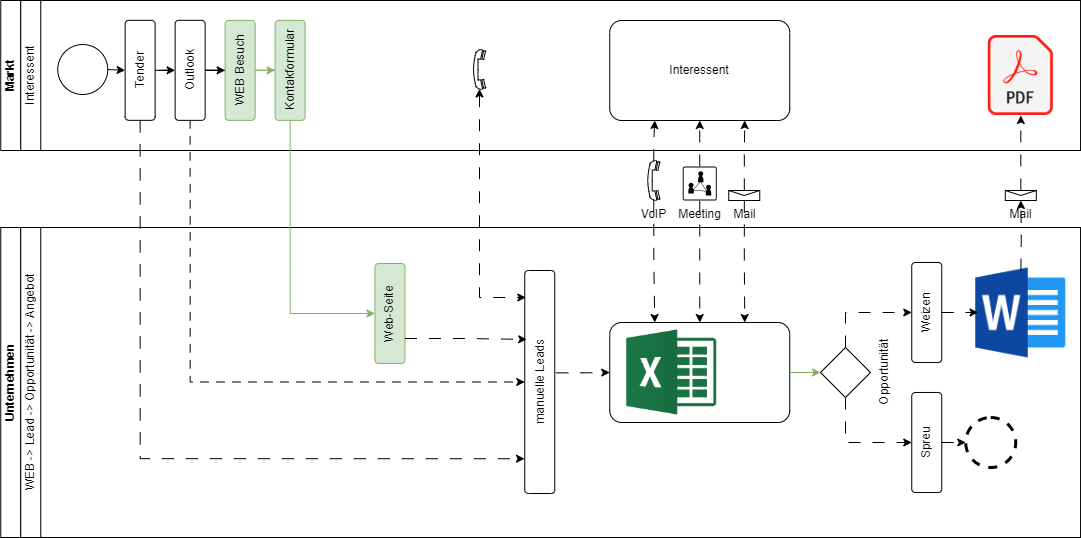 Markt
Interessent
Tender
Outlook
WEB Besuch
Kontakformular
Interessent
PDF
VoIP
Meeting
Mail
Mail
Unternehmen
WEB -> Lead -> Opportunität -> Angebot
Web-Seite
manuelle Leads
X
Opportunität
Weizen
W
Spreu